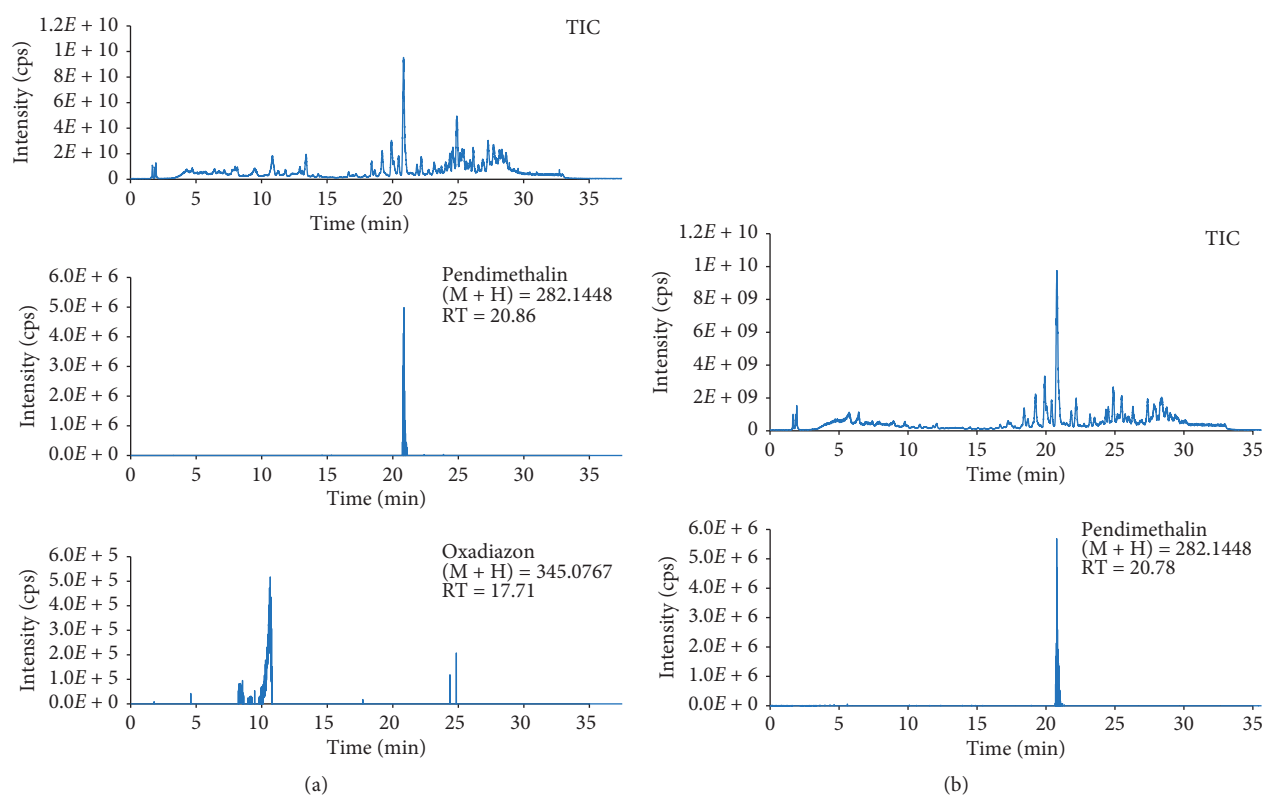 TIC
1.2E + 10
1E + 10
8E + 10
6E + 10
4E + 10
2E + 10
0
Intensity (cps)
0 5 10 15 20 25 30 35
Time (min)
Pendimethalin
(M + H) = 282.1448
RT = 20.86
6.0E + 6
5.0E + 6
4.0E + 6
3.0E + 6
2.0E + 6
1.0E + 6
0.0E + 0
Intensity (cps)
0 5 10 15 20 25 30 35
Time (min)
Oxadiazon
(M + H) = 345.0767
RT = 17.71
6.0E + 5
5.0E + 5
4.0E + 5
3.0E + 5
2.0E + 5
1.0E + 5
0.0E + 0
Intensity (cps)
0 5 10 15 20 25 30 35
Time (min)
(a)
TIC
1.2E + 10
1E + 10
8E + 09
6E + 09
4E + 09
2E + 09
0
Intensity (cps)
0 5 10 15 20 25 30 35
Time (min)
Pendimethalin
(M + H) = 282.1448
RT = 20.78
6.0E + 6
5.0E + 6
4.0E + 6
3.0E + 6
2.0E + 6
1.0E + 6
0.0E + 0
Intensity (cps)
0 5 10 15 20 25 30 35
Time (min)
(b)